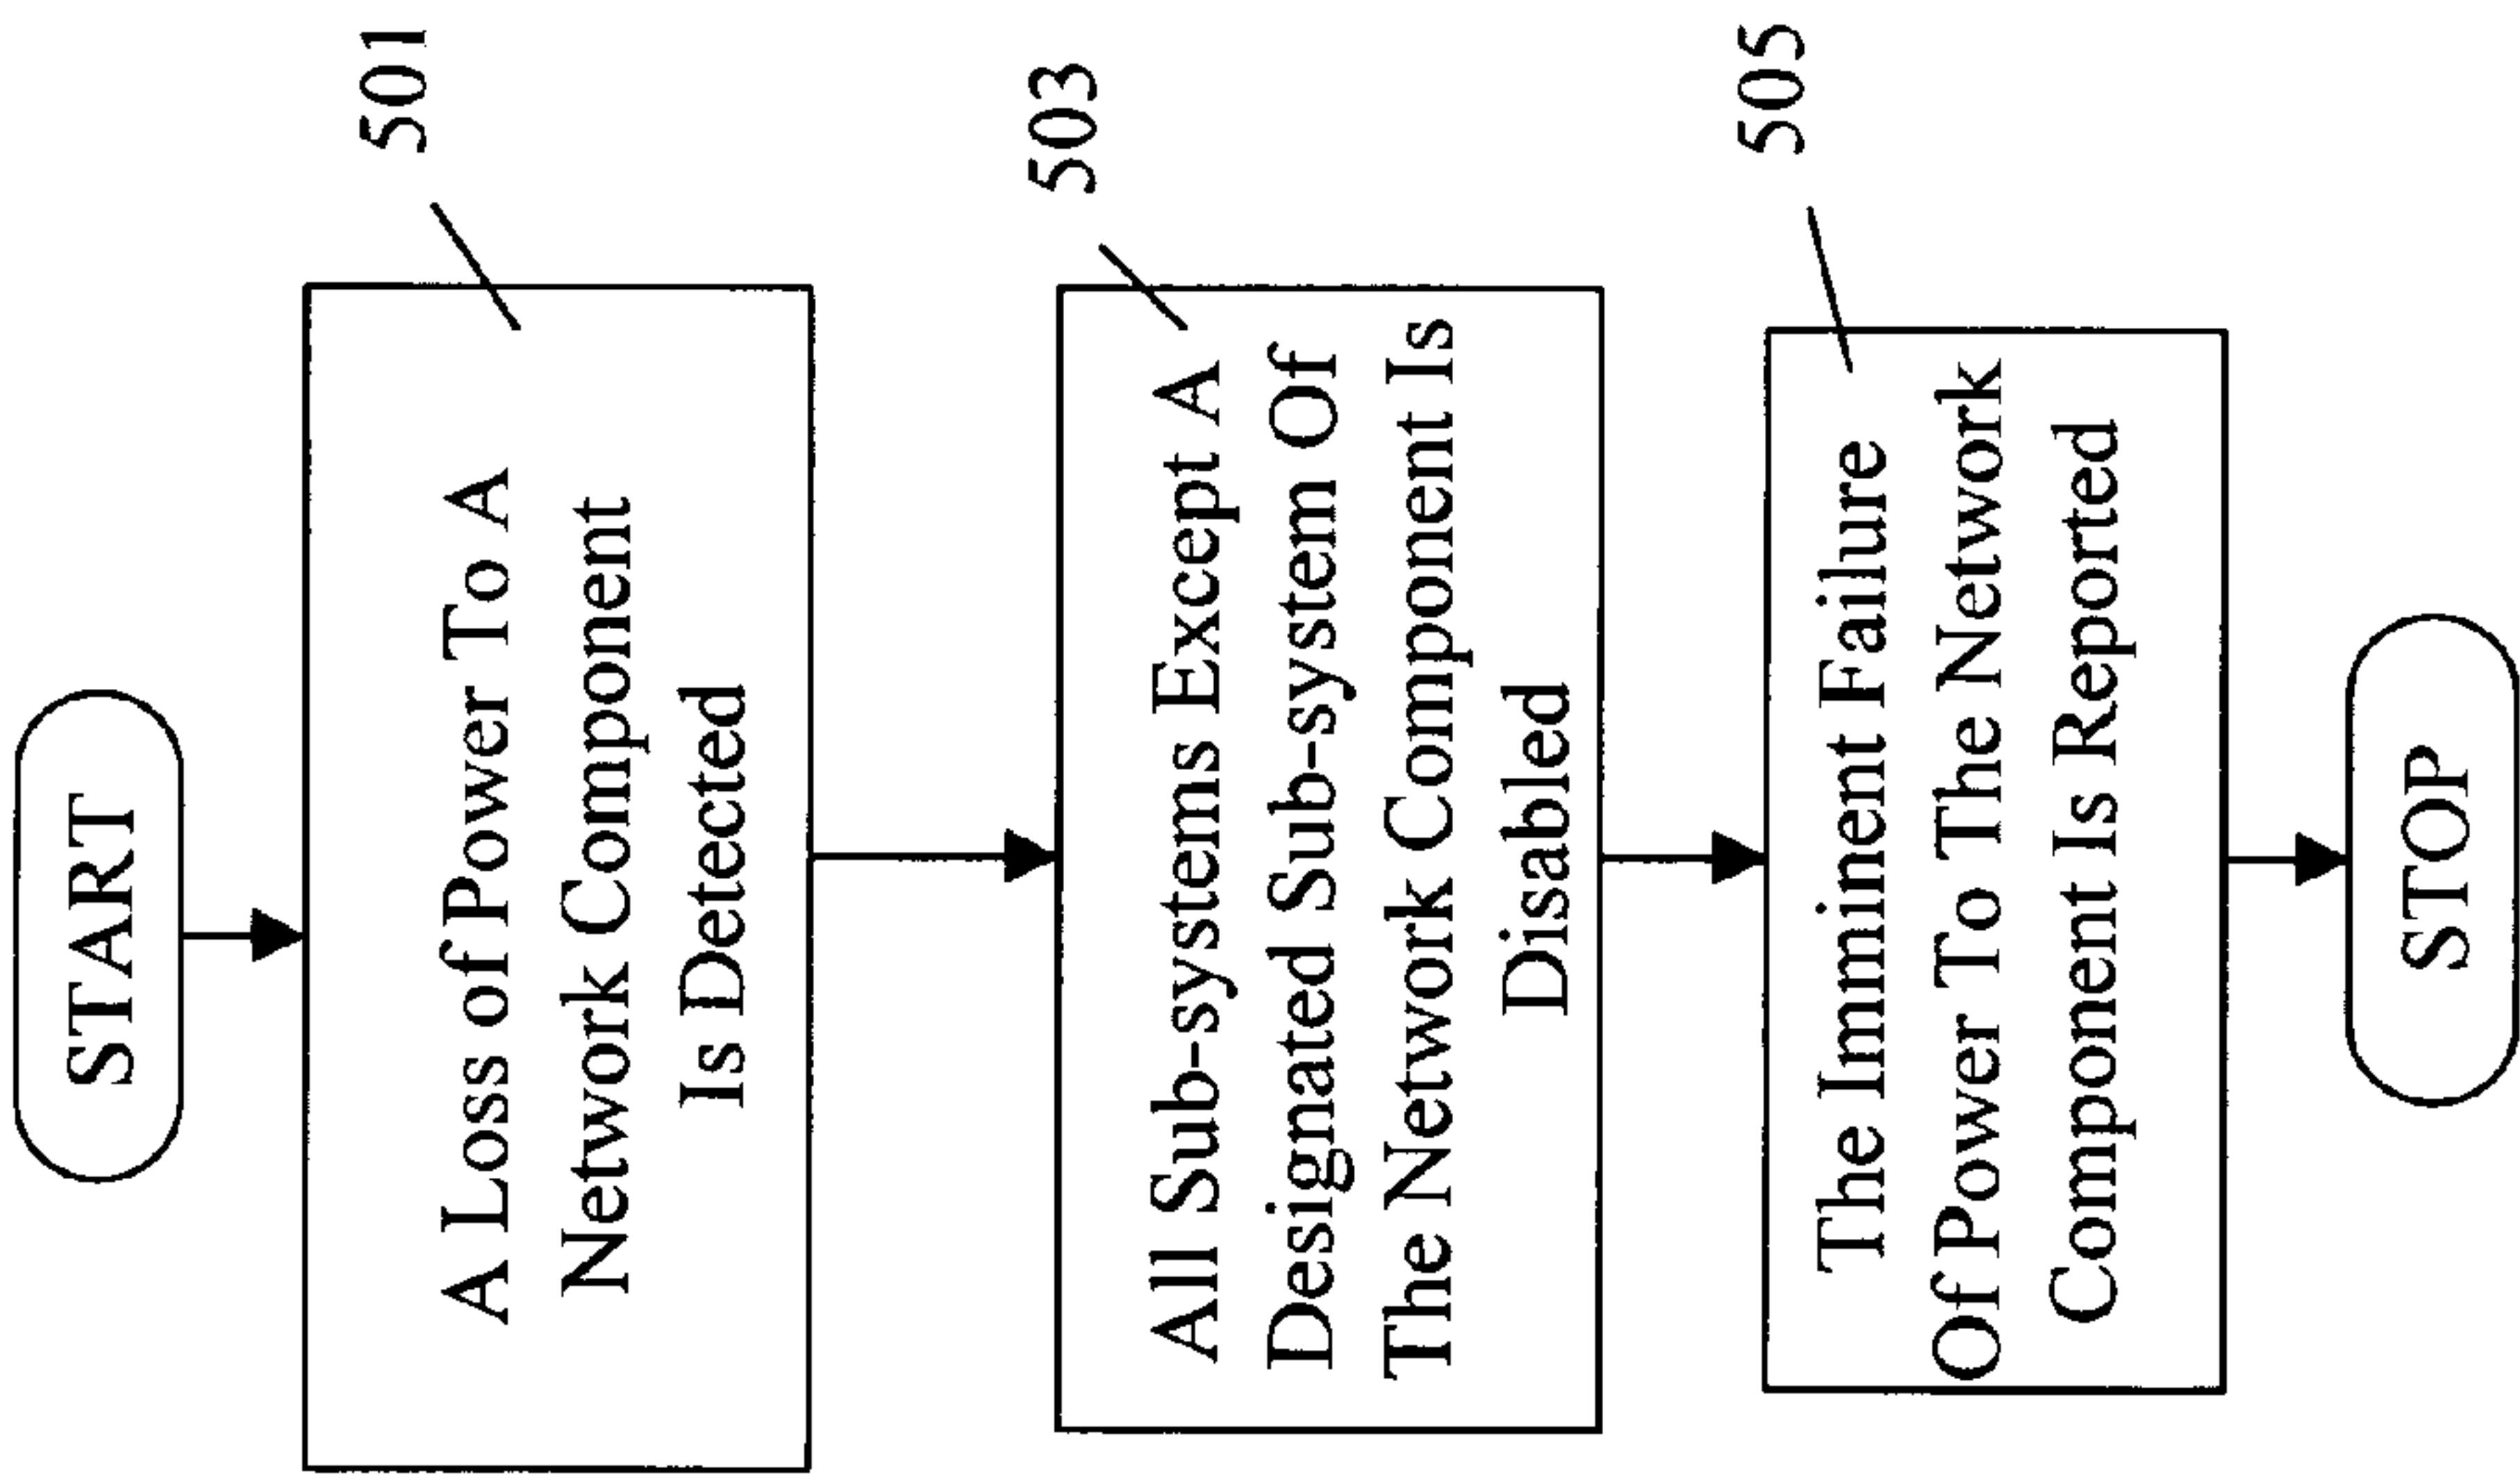 START
501
A Loss of Power To A
Network Component
Is Detected
503
All Sub-systems Except A
Designated Sub-system Of
The Network Component Is
Disabled
505
The Imminent Failure
Of Power To The Network
Component Is Reported
STOP